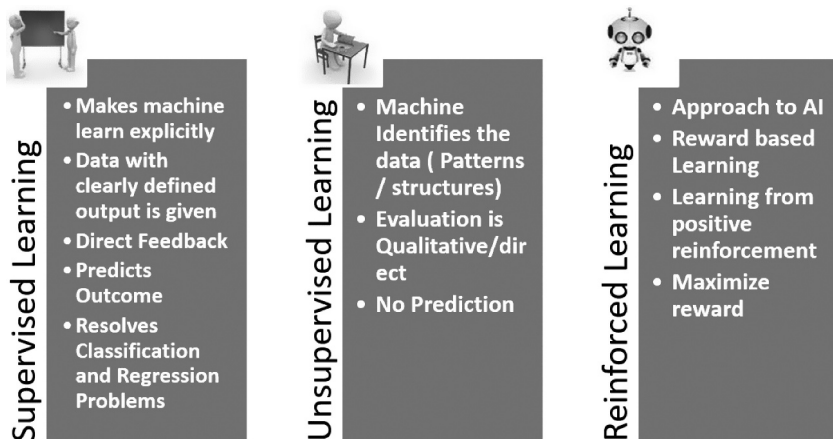 Supervised Learning
• Makes machine
learn explicitly
• Data with
clearly defined
output is given
• Direct Feedback
• Predicts
Outcome
• Resolves
Classification
and Regression
Problems
Unsupervised Learning
• Machine
Identifies the
data ( Patterns
/ structures)
• Evaluation is
Qualitative/dir
ect
• No Prediction
Reinforced Learning
• Approach to AI
• Reward based
Learning
• Learning from
positive
reinforcement
• Maximize
reward